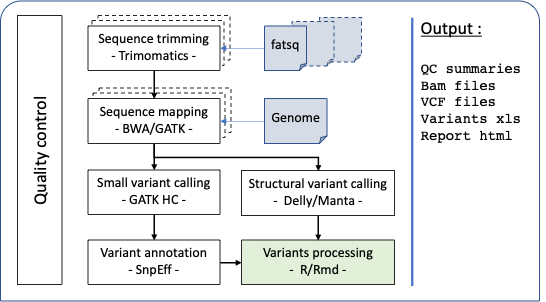 Quality control
Sequence trimming
- Trimomatics -
fatsq
Sequence mapping
- BWA/GATK -
Genome
Small variant calling
- GATK HC -
Structural variant calling
- Delly/Manta -
Variant annotation
- SnpEff -
Variants processing
- R/Rmd -
Output :
QC summaries
Bam files
VCF files
Variants xls
Report html